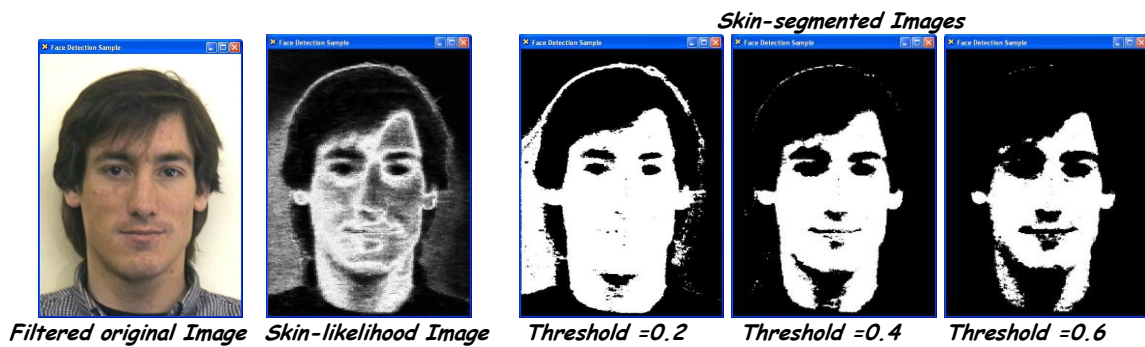 Skin-segmented Images
Face Detection Sample
Face Detection Sample
Face Detection Sample
Face Detection Sample
Face Detection Sample
Filtered original Image
Skin-likelihood Image
Threshold =0.2
Threshold =0.4
Threshold =0.6